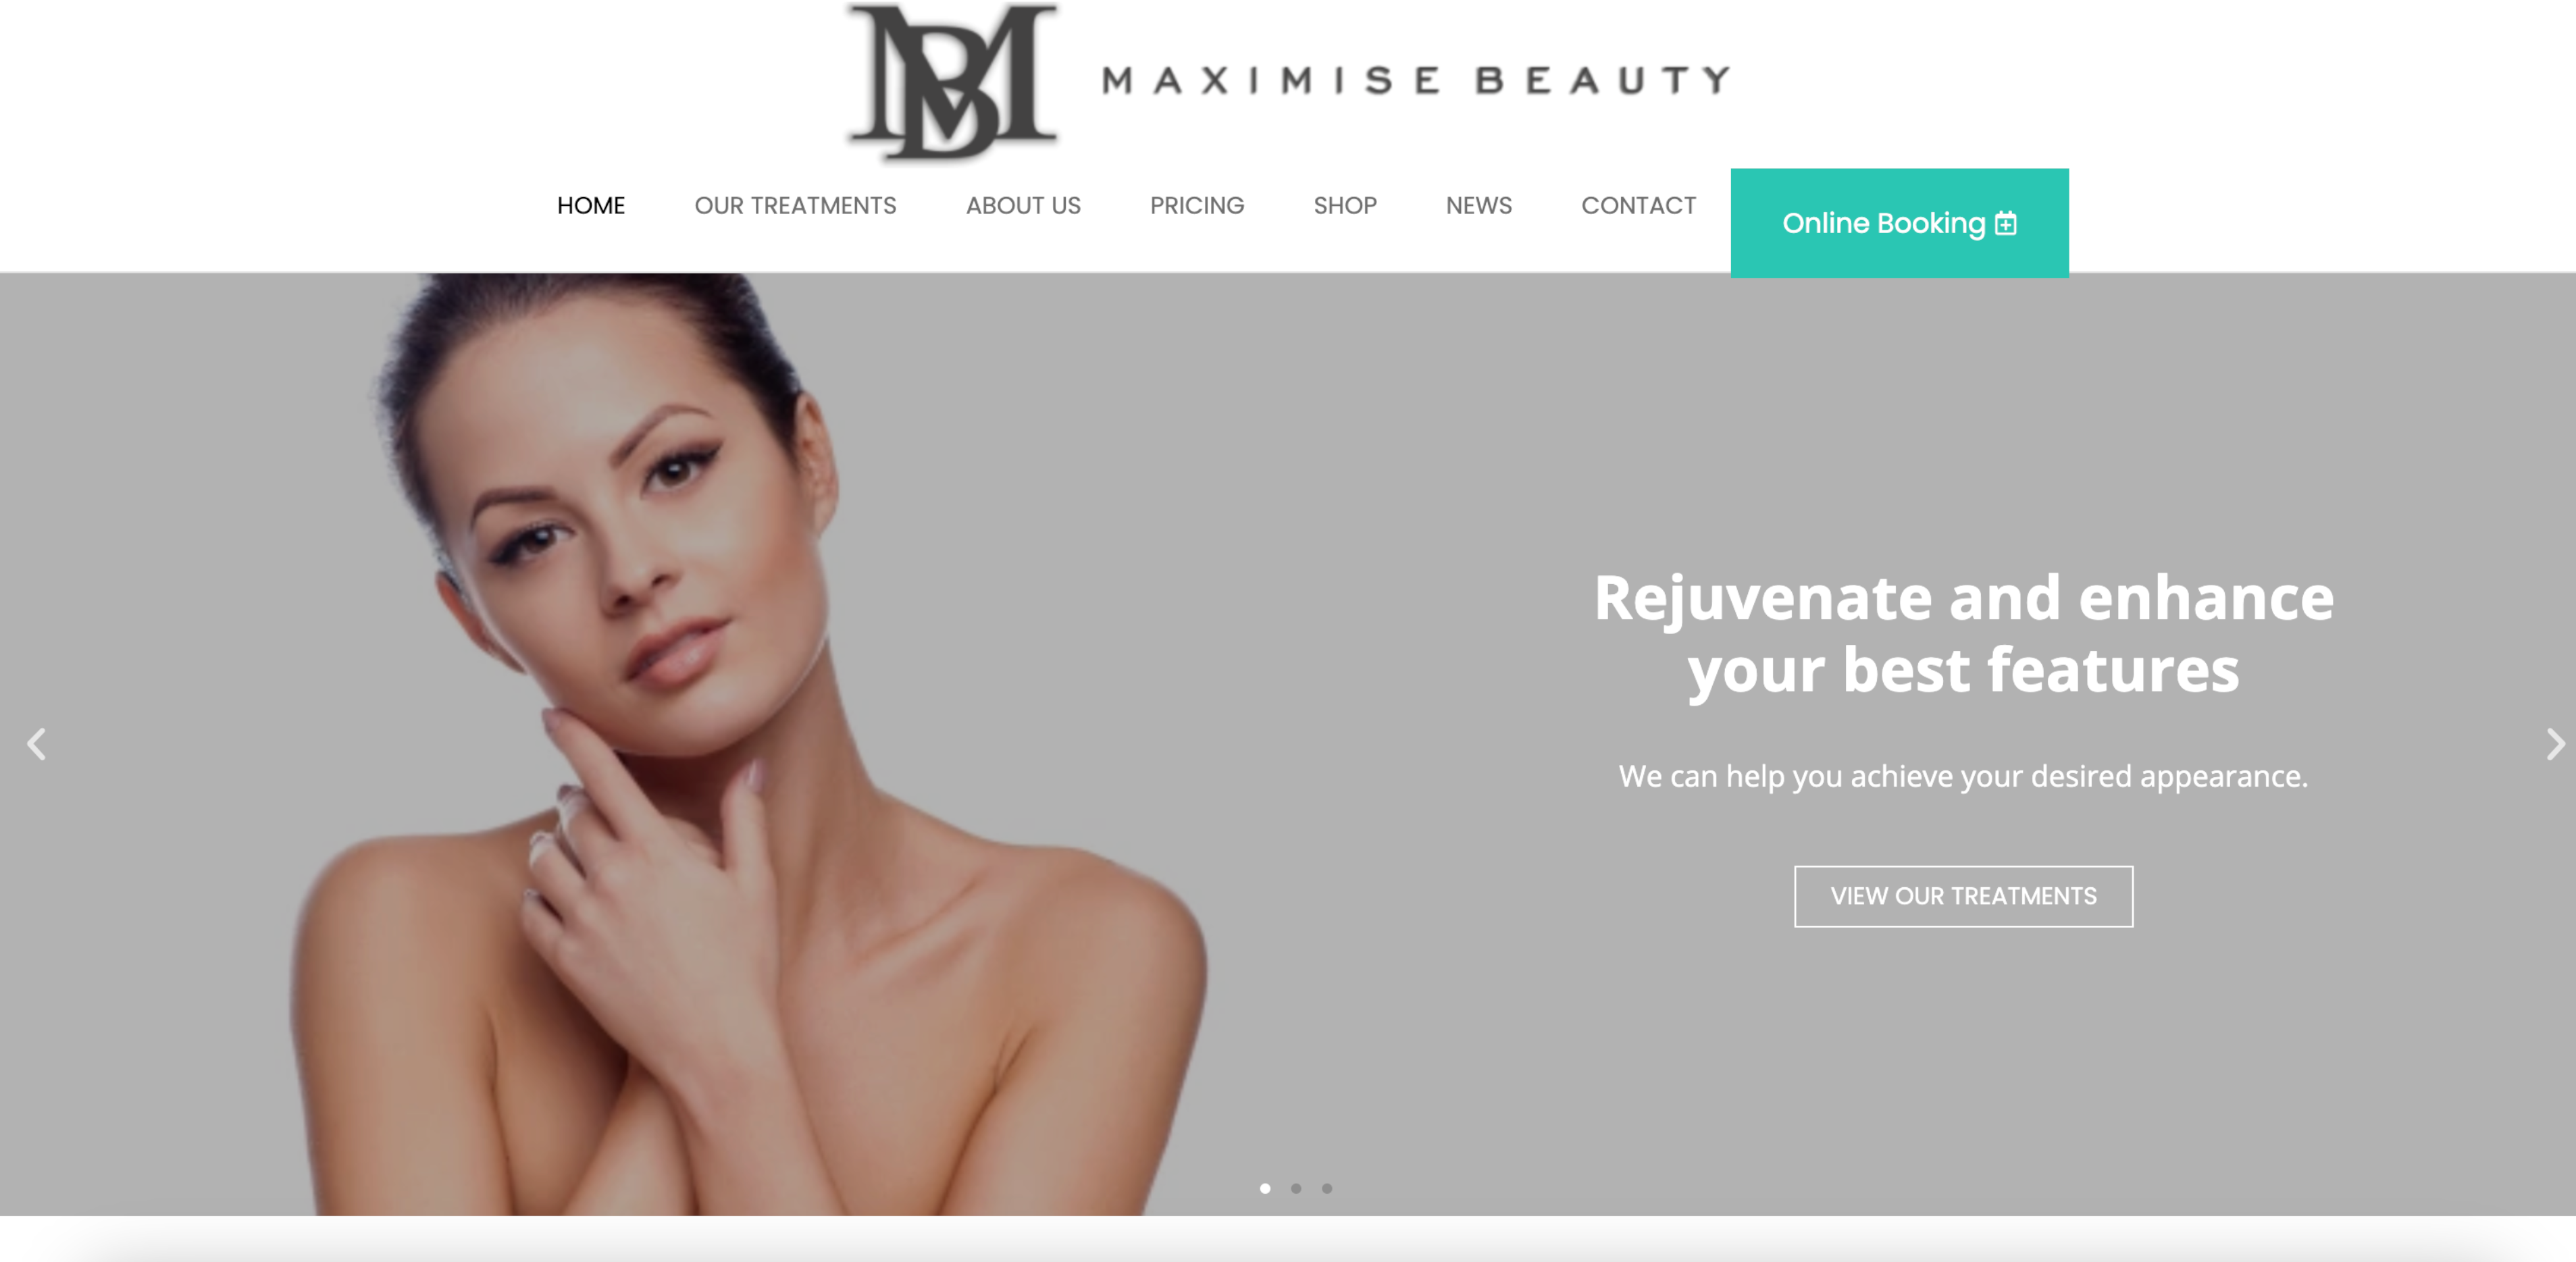 MB
MAXIMISE BEAUTY
HOME OUR TREATMENTS ABOUT US PRICING SHOP NEWS CONTACT Online Booking
Rejuvenate and enhance
your best features
We can help you achieve your desired appearance.
VIEW OUR TREATMENTS